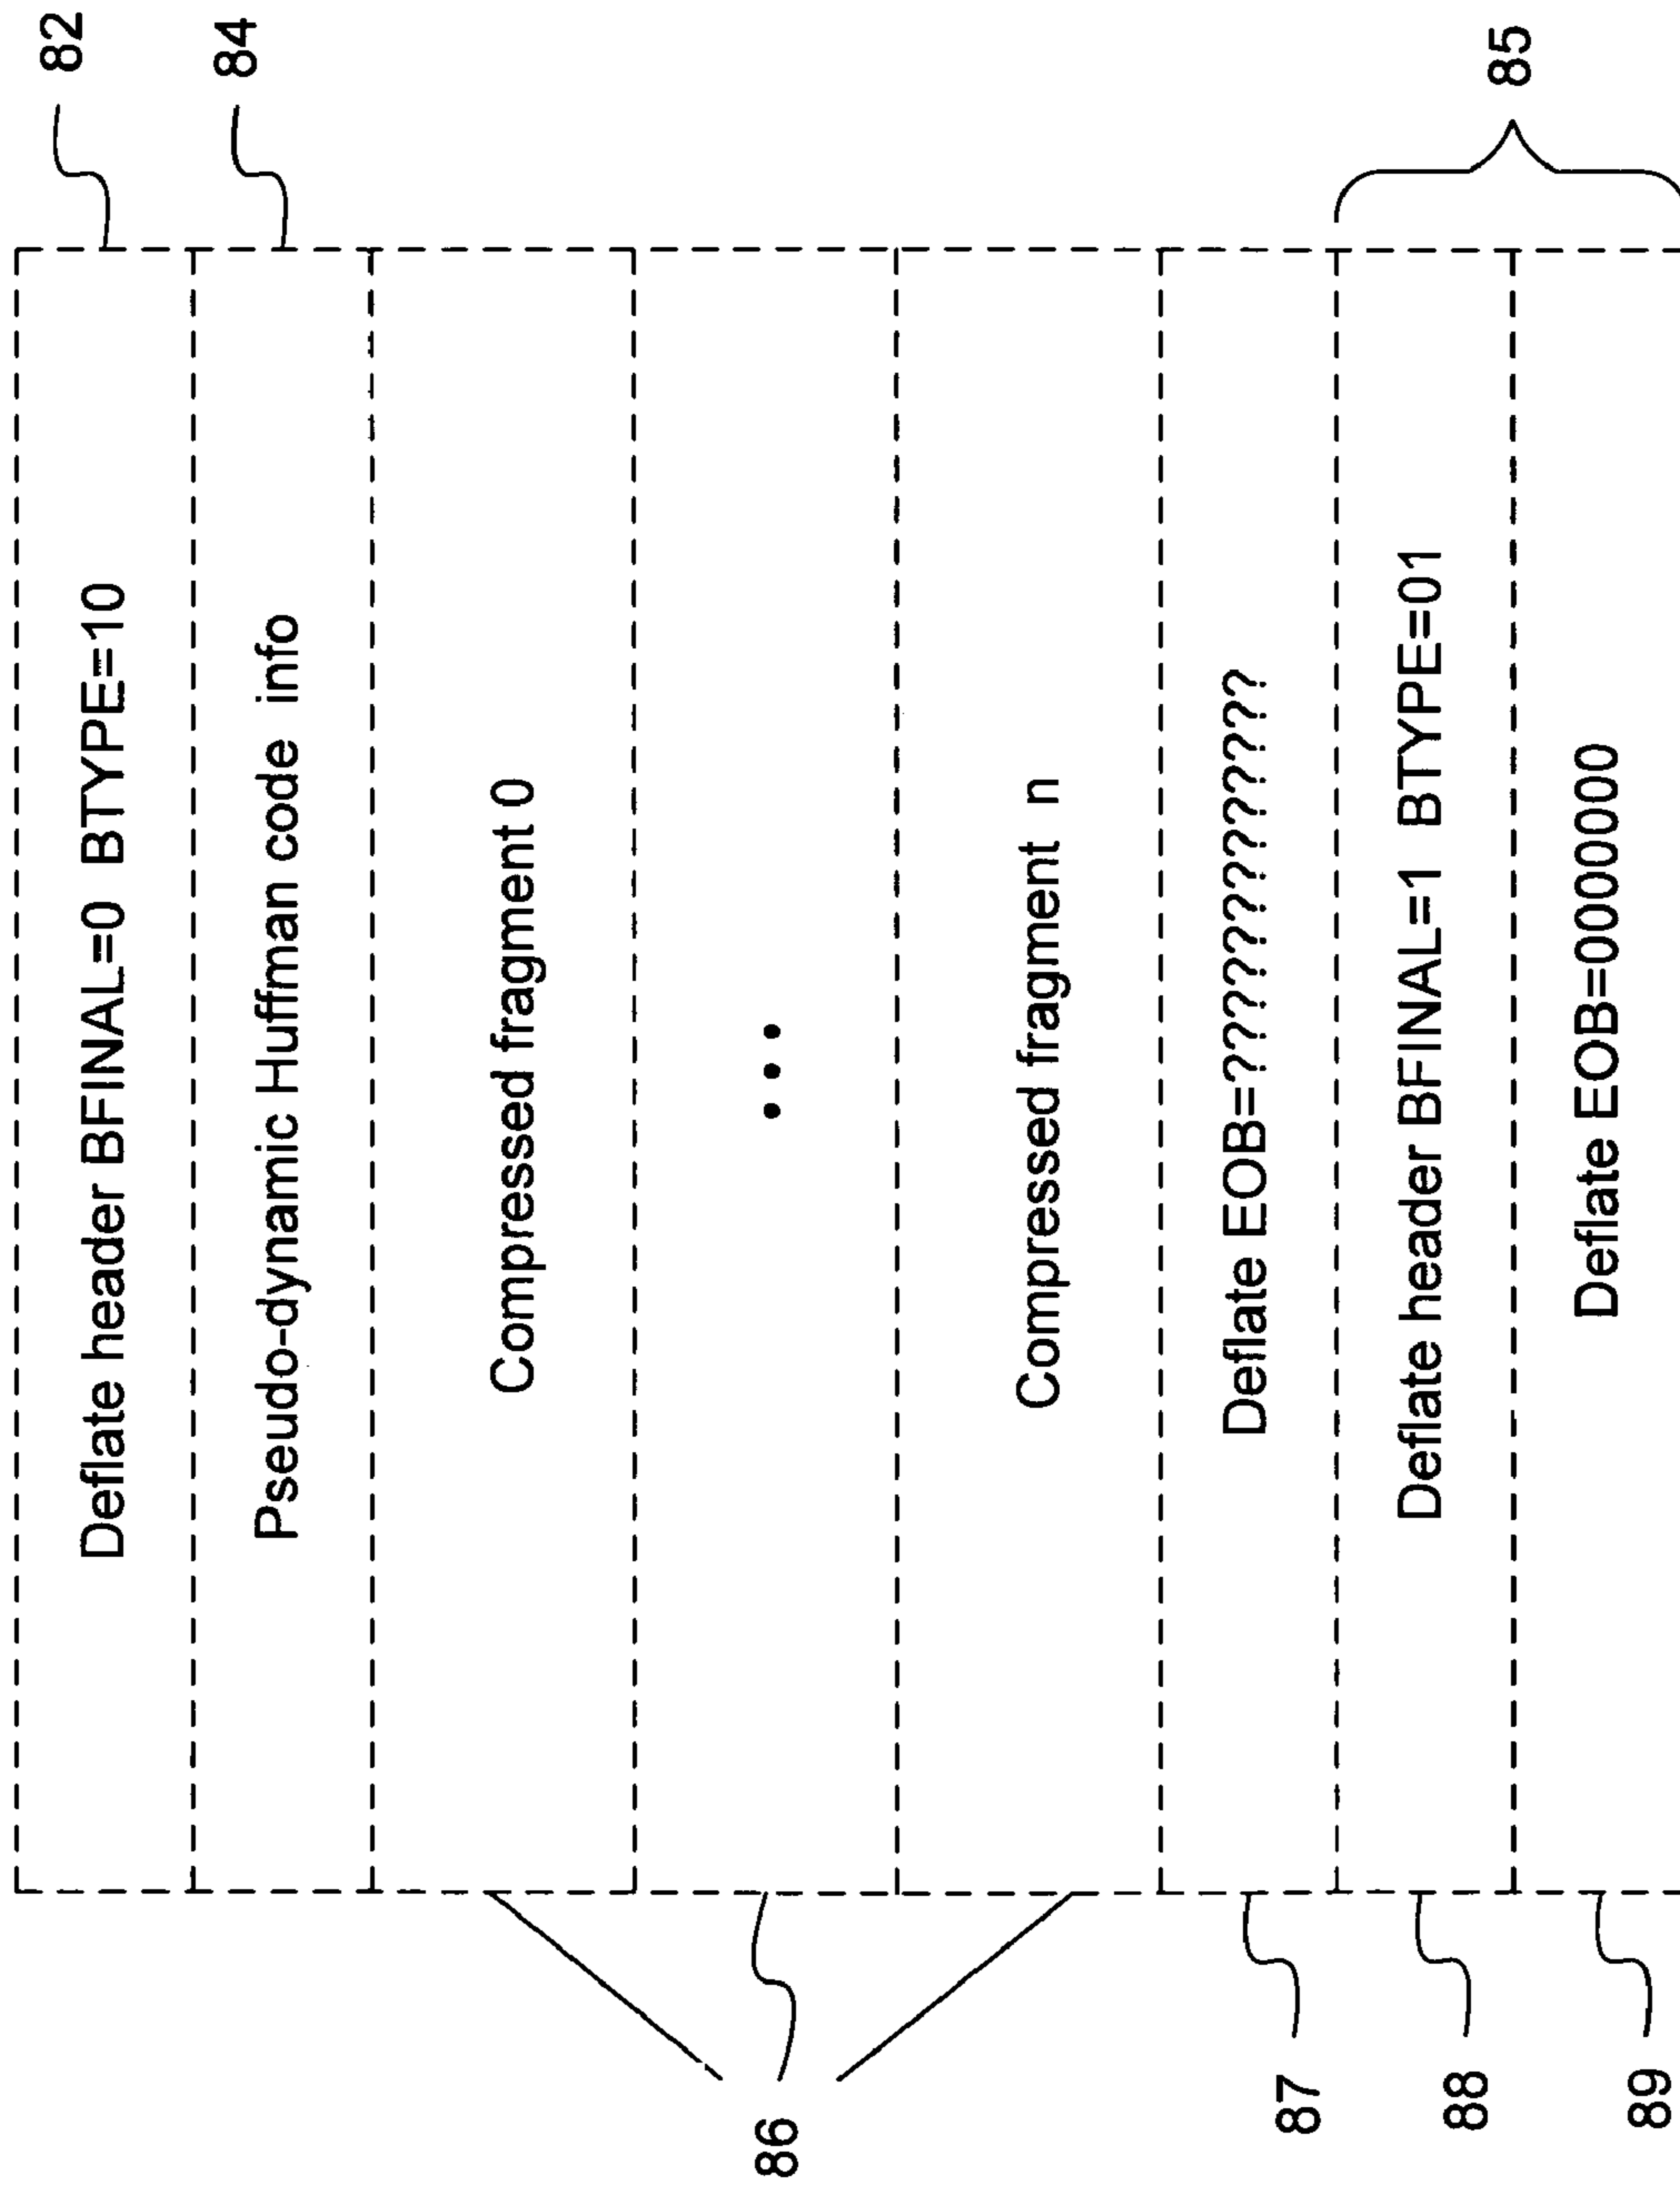 Deflate header BFINAL=0 BTYPE=10
82
Pseudo-dynamic Huffman code info
84
Compressed fragment 0
•••
86
Compressed fragment n
Deflate EOB=?????????????
87
Deflate header BFINAL=1 BTYPE=01
88
85
Deflate EOB=0000000
89